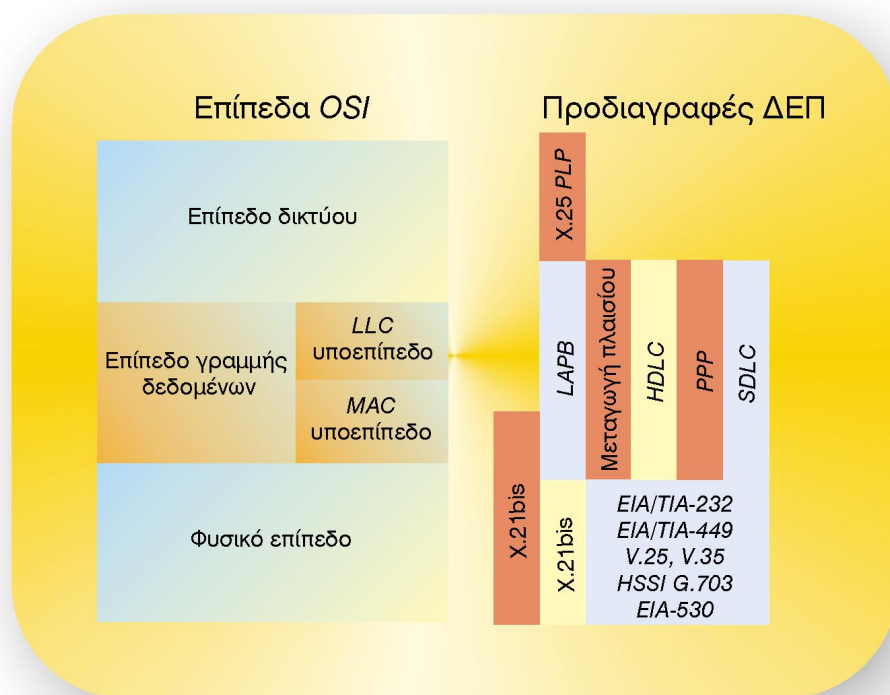 Επίπεδα OSI
Προδιαγραφές ΔΕΠ
Επίπεδο δικτύου
Επίπεδο γραμμής
δεδομένων
LLC
υποεπίπεδο
MAC
υποεπίπεδο
Φυσικό επίπεδο
X.25 PLP
LAPB
Μεταγωγή πλαισίου
HDLC
PPP
SDLC
X.21bis
X.21bis
EIA/TIA-232
EIA/TIA-449
V.25, V.35
HSSI G.703
EIA-530